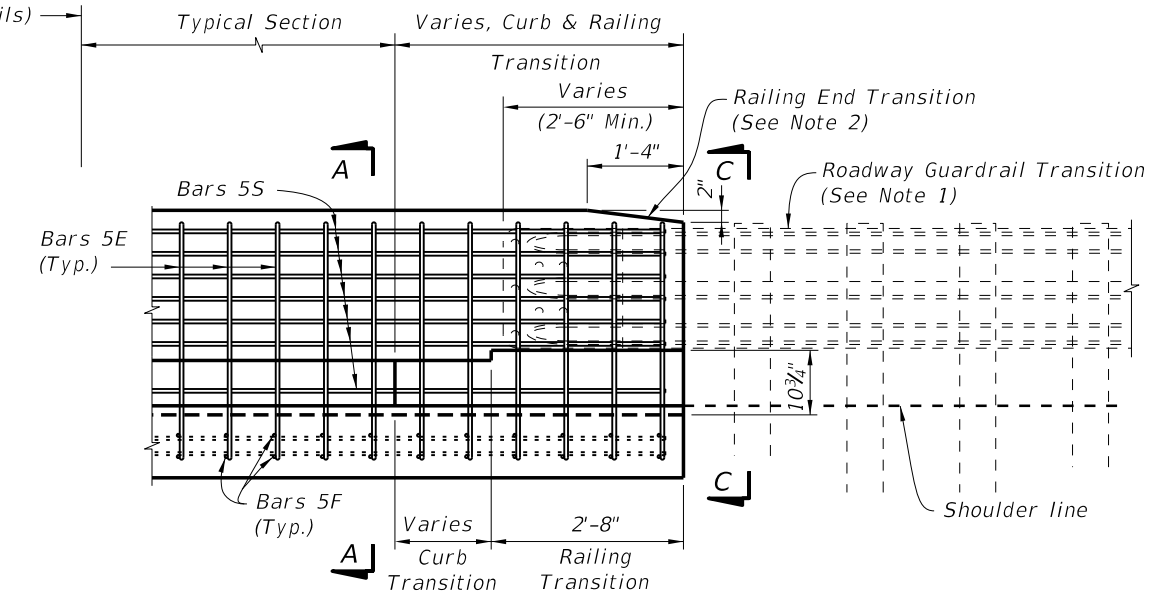 ils)
Typical Section
Varies, Curb & Railing
Transition
Varies
(2'-6" Min.)
1'-4"
Railing End Transition
(See Note 2)
A
C
2"
Roadway Guardrail Transition
(See Note 1)
Bars 5S
Bars 5E
(Typ.)
10¾"
Bars 5F
(Typ.)
C
Shoulder line
A
Varies
2'-8"
Curb
Transition
Railing
Transition